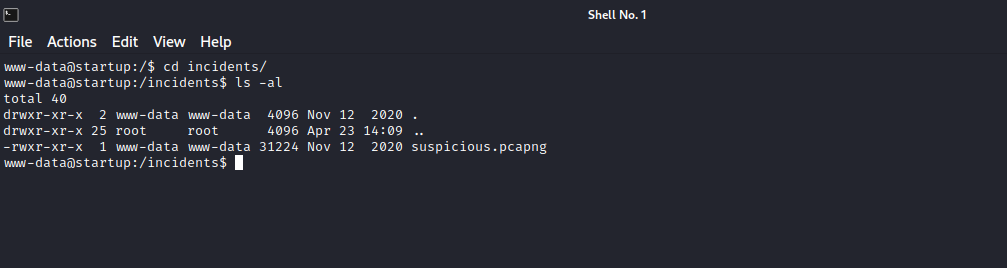 Shell No. 1
File Actions Edit View Help
www-data@startup:/$ cd incidents/
www-data@startup:/incidents$ ls -al
total 40
drwxr-xr-x  2 www-data www-data  4096 Nov 12  2020 .
drwxr-xr-x 25 root     root      4096 Apr 23 14:09 ..
-rwxr-xr-x  1 www-data www-data 31224 Nov 12  2020 suspicious.pcapng
www-data@startup:/incidents$